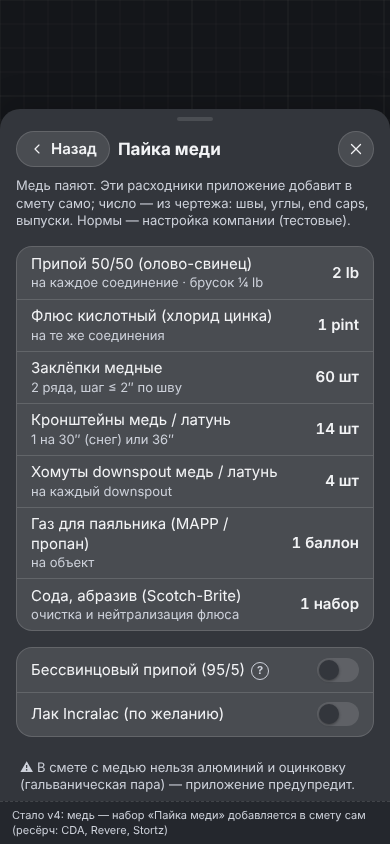 Назад
Пайка меди
Медь паяют. Эти расходники приложение добавит в
смету само; число — из чертежа: швы, углы, end caps,
выпуски. Нормы — настройка компании (тестовые).
Припой 50/50 (олово-свинец)
на каждое соединение · брусок ¼ lb
2 lb
Флюс кислотный (хлорид цинка)
на те же соединения
1 pint
Заклёпки медные
2 ряда, шаг ≤ 2″ по шву
60 шт
Кронштейны медь / латунь
1 на 30″ (снег) или 36″
14 шт
Хомуты downspout медь / латунь
на каждый downspout
4 шт
Газ для паяльника (MAPP /
пропан)
на объект
1 баллон
Сода, абразив (Scotch-Brite)
очистка и нейтрализация флюса
1 набор
Бессвинцовый припой (95/5) ?
Лак Incralac (по желанию)
⚠ В смете с медью нельзя алюминий и оцинковку
(гальваническая пара) — приложение предупредит.
Стало v4: медь — набор «Пайка меди» добавляется в смету сам
(ресёрч: CDA, Revere, Stortz)